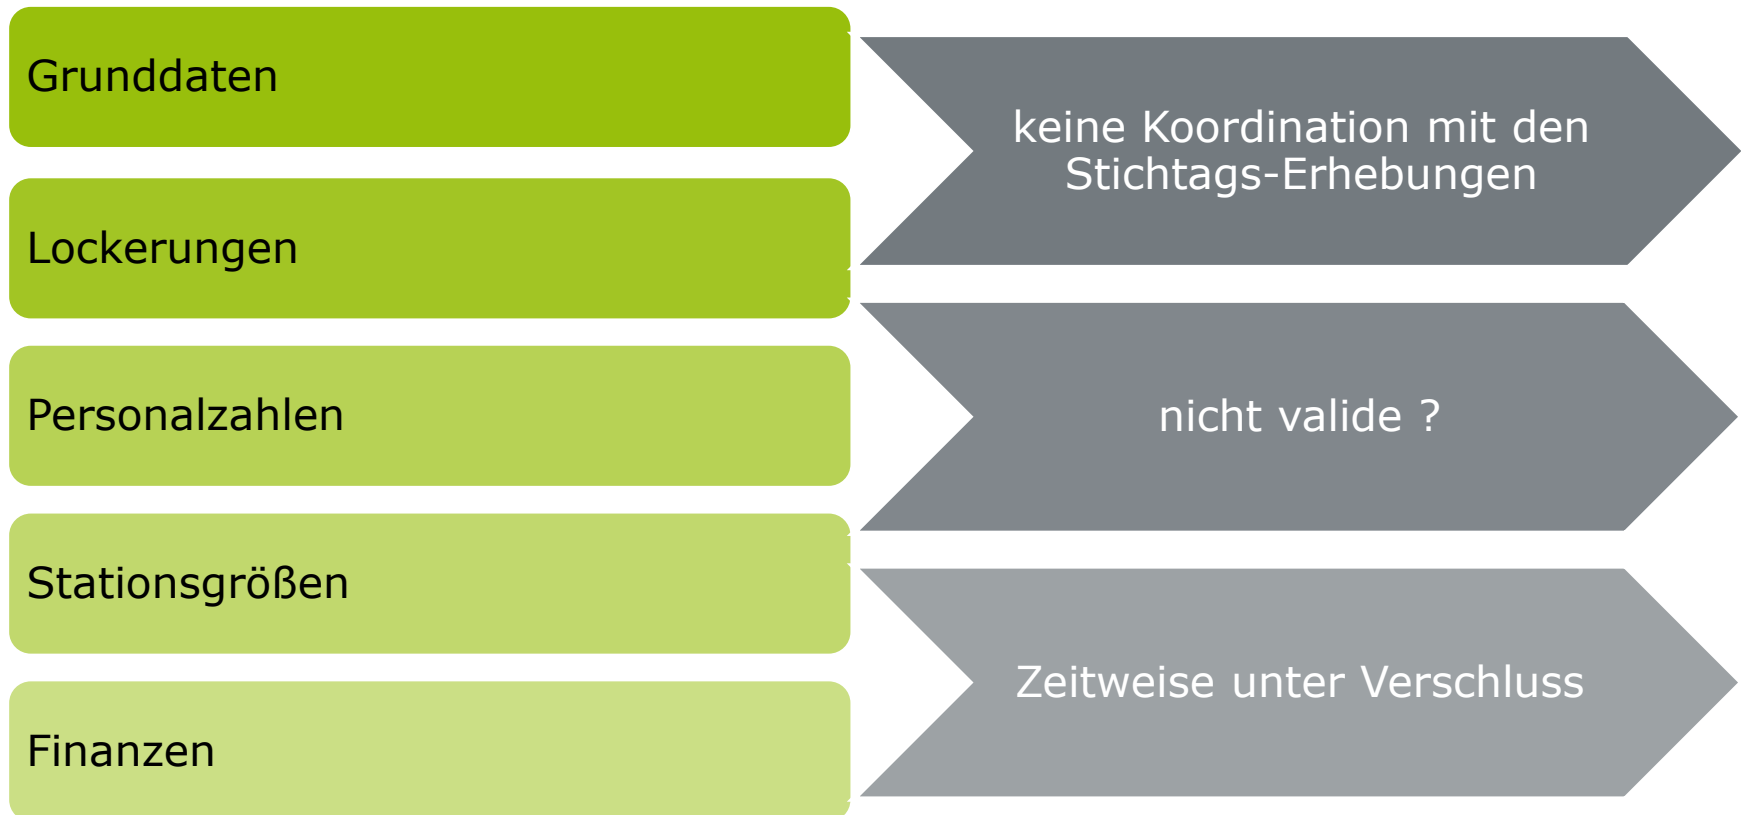 Grunddaten
Lockerungen
Personalzahlen
Stationsgrößen
Finanzen
keine Koordination mit den
Stichtags-Erhebungen
nicht valide ?
Zeitweise unter Verschluss